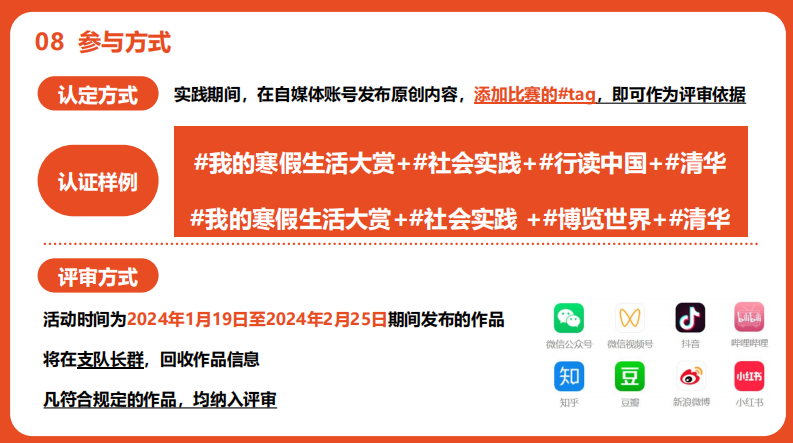 08 参与方式
认定方式
实践期间，在自媒体账号发布原创内容，添加比赛的#tag，即可作为评审依据
认证样例
#我的寒假生活大赏+#社会实践+#行读中国+#清华
#我的寒假生活大赏+#社会实践 +#博览世界+#清华
评审方式
活动时间为2024年1月19日至2024年2月25日期间发布的作品
将在支队长群，回收作品信息
凡符合规定的作品，均纳入评审
bilibili
微信公众号 微信视频号 抖音 哔哩哔哩
知 豆 小红书
知乎 豆瓣 新浪微博 小红书